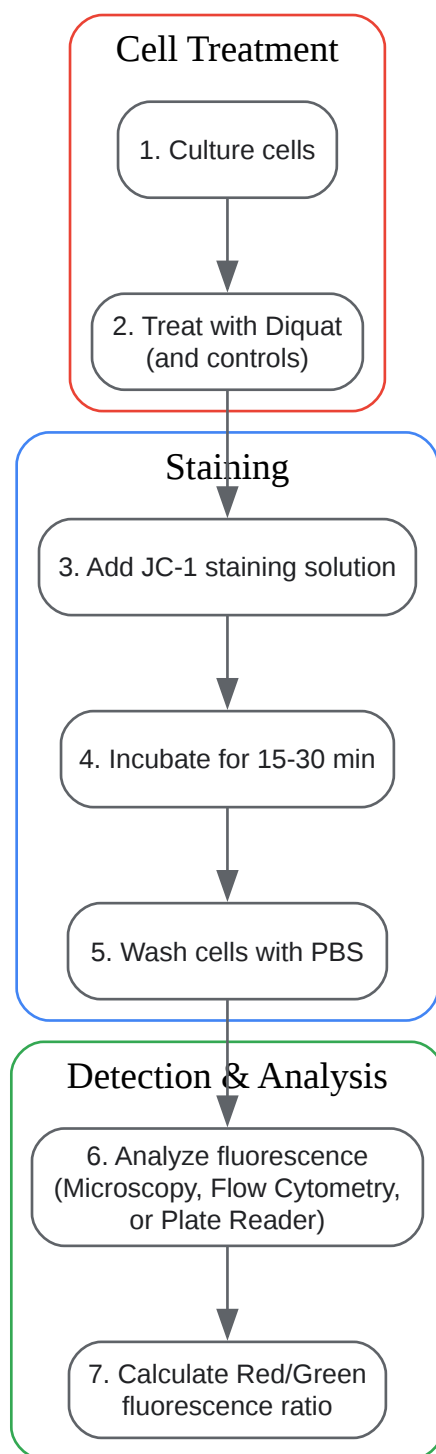 Cell Treatment
1. Culture cells
2. Treat with Diquat
(and controls)
Staining
3. Add JC-1 staining solution
4. Incubate for 15-30 min
5. Wash cells with PBS
Detection & Analysis
6. Analyze fluorescence
(Microscopy, Flow Cytometry,
or Plate Reader)
7. Calculate Red/Green
fluorescence ratio